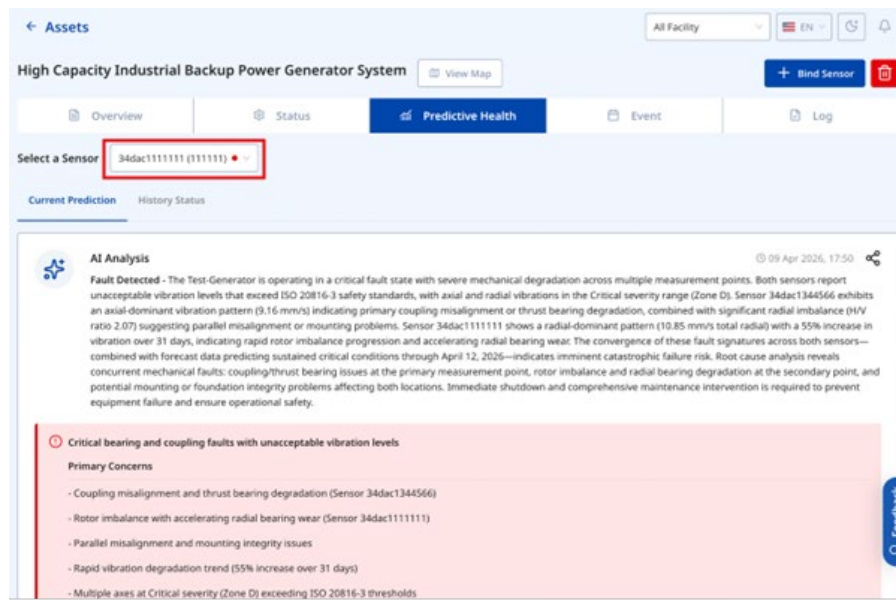 ← Assets
All Facility
EN
High Capacity Industrial Backup Power Generator System
View Map
+ Bind Sensor
Overview
Status
Predictive Health
Event
Log
Select a Sensor
34dac1111111 (111111)
Current Prediction
History Status
AI Analysis
09 Apr 2026, 17:50
Fault Detected - The Test-Generator is operating in a critical fault state with severe mechanical degradation across multiple measurement points. Both sensors report
unacceptable vibration levels that exceed ISO 20816-3 safety standards, with axial and radial vibrations in the Critical severity range (Zone D). Sensor 34dac1344566 exhibits
an axial-dominant vibration pattern (9.16 mm/s) indicating primary coupling misalignment or thrust bearing degradation, combined with significant radial imbalance (H/V
ratio 2.07) suggesting parallel misalignment or mounting problems. Sensor 34dac1111111 shows a radial-dominant pattern (10.85 mm/s total radial) with a 55% increase in
vibration over 31 days, indicating rapid rotor imbalance progression and accelerating radial bearing wear. The convergence of these fault signatures across both sensors—
combined with forecast data predicting sustained critical conditions through April 12, 2026—indicates imminent catastrophic failure risk. Root cause analysis reveals
concurrent mechanical faults: coupling/thrust bearing issues at the primary measurement point, rotor imbalance and radial bearing degradation at the secondary point, and
potential mounting or foundation integrity problems affecting both locations. Immediate shutdown and comprehensive maintenance intervention is required to prevent
equipment failure and ensure operational safety.
Critical bearing and coupling faults with unacceptable vibration levels
Primary Concerns
- Coupling misalignment and thrust bearing degradation (Sensor 34dac1344566)
- Rotor imbalance with accelerating radial bearing wear (Sensor 34dac1111111)
- Parallel misalignment and mounting integrity issues
- Rapid vibration degradation trend (55% increase over 31 days)
- Multiple axes at Critical severity (Zone D) exceeding ISO 20816-3 thresholds
Feedback